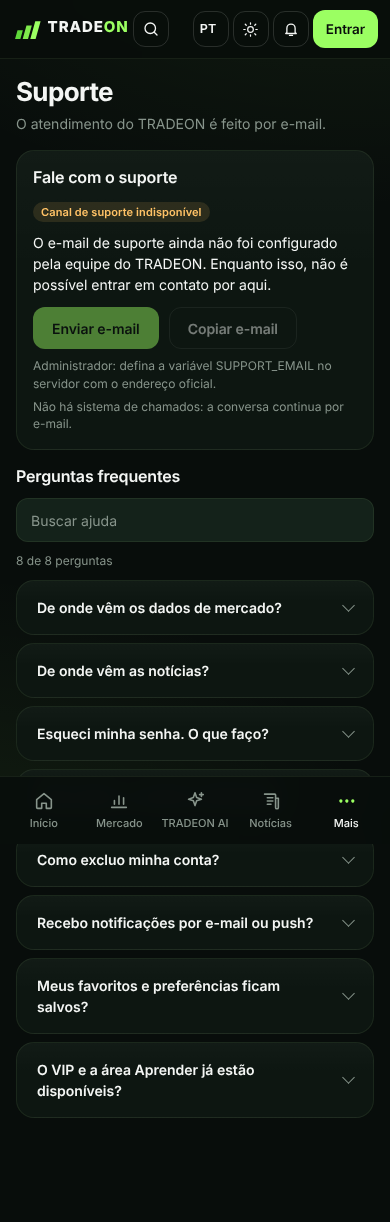 TRADEON
PT
Entrar
Suporte
O atendimento do TRADEON é feito por e-mail.
Fale com o suporte
Canal de suporte indisponível
O e-mail de suporte ainda não foi configurado
pela equipe do TRADEON. Enquanto isso, não é
possível entrar em contato por aqui.
Enviar e-mail
Copiar e-mail
Administrador: defina a variável SUPPORT_EMAIL no
servidor com o endereço oficial.
Não há sistema de chamados: a conversa continua por
e-mail.
Perguntas frequentes
Buscar ajuda
8 de 8 perguntas
De onde vêm os dados de mercado?
De onde vêm as notícias?
Esqueci minha senha. O que faço?
Início
Mercado
TRADEON AI
Notícias
Mais
Como excluo minha conta?
Recebo notificações por e-mail ou push?
Meus favoritos e preferências ficam
salvos?
O VIP e a área Aprender já estão
disponíveis?